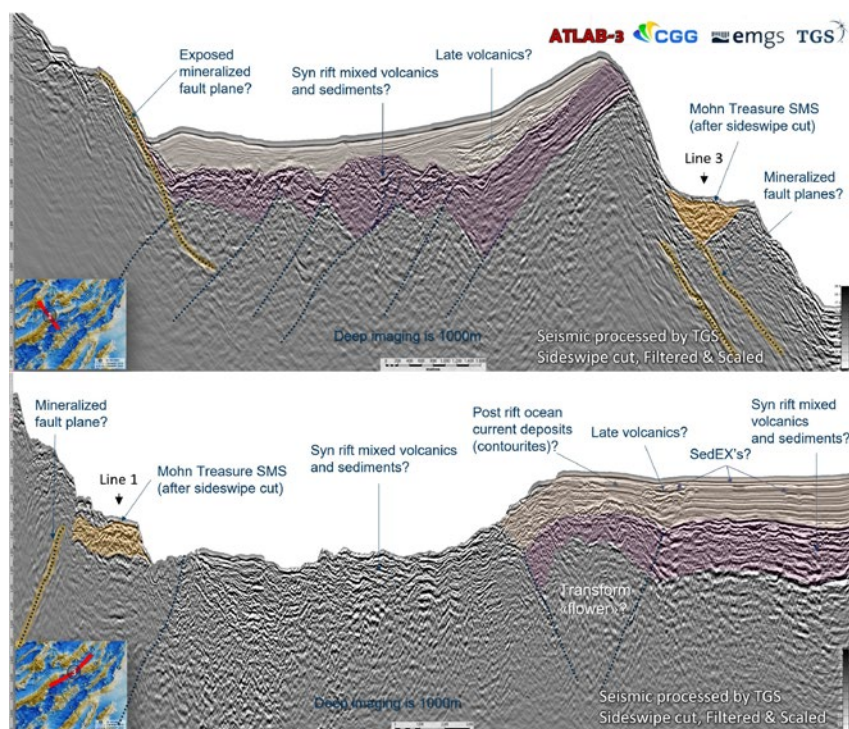 ATLAB-3 CGG emgs TGS
Exposed
mineralized
fault plane?
Syn rift mixed volcanics
and sediments?
Late volcanics?
Mohn Treasure SMS
(after sideswipe cut)
Line 3
Mineralized
fault planes?
Deep imaging is 1000m
Seismic processed by TGS
Sideswipe cut, Filtered & Scaled
Mineralized
fault plane?
Line 1
Mohn Treasure SMS
(after sideswipe cut)
Syn rift mixed volcanics
and sediments?
Post rift ocean
current deposits
(contourites)?
Late volcanics?
Syn rift mixed
volcanics
and sediments?
SedEX's?
Transform
«flower»?
Deep imaging is 1000m
Seismic processed by TGS
Sideswipe cut, Filtered & Scaled